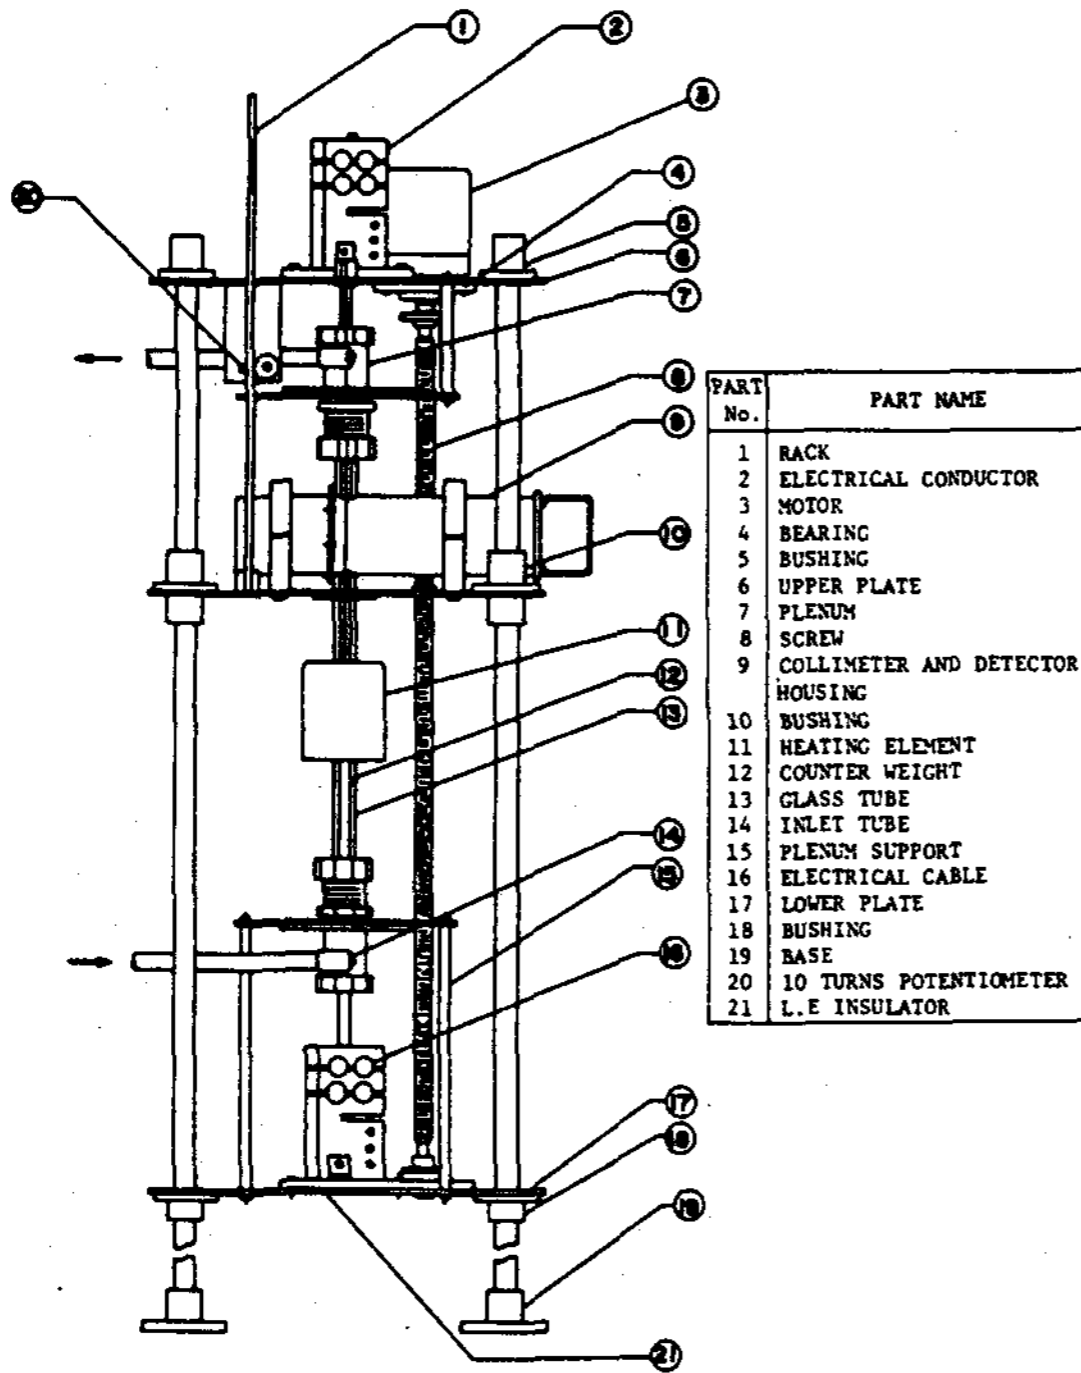 1
2
3
4
20
5
6
7
8
9
10
11
12
13
14
15
16
17
18
19
21
PART No. PART NAME
1 RACK
2 ELECTRICAL CONDUCTOR
3 MOTOR
4 BEARING
5 BUSHING
6 UPPER PLATE
7 PLENUM
8 SCREW
9 COLLIMETER AND DETECTOR
HOUSING
10 BUSHING
11 HEATING ELEMENT
12 COUNTER WEIGHT
13 GLASS TUBE
14 INLET TUBE
15 PLENUM SUPPORT
16 ELECTRICAL CABLE
17 LOWER PLATE
18 BUSHING
19 BASE
20 10 TURNS POTENTIOMETER
21 L.E INSULATOR